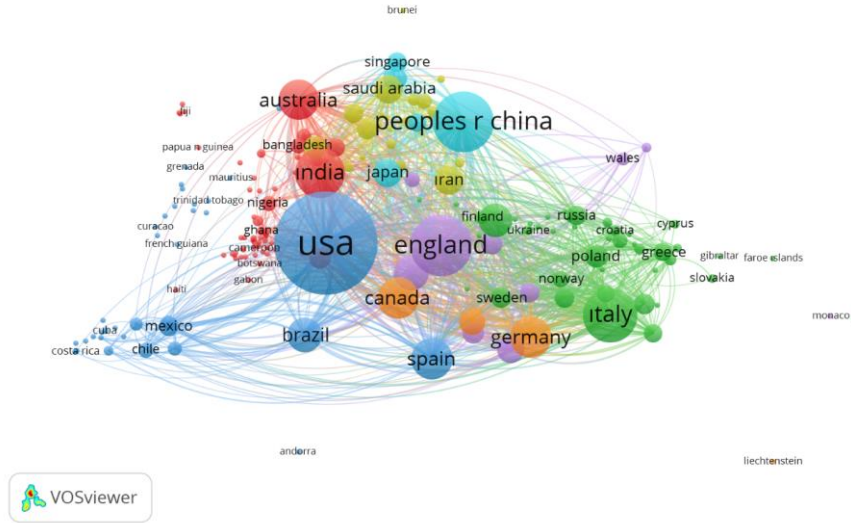 brunei
singapore
saudi arabia
australia
peoples r china
fiji
bangladesh
papua n guinea
wales
grenada
india
japan
iran
mauritius
trinidad tobago
nigeria
finland
russia
cyprus
curacao
ghana
ukraine
croatia
french guiana
cameroon
usa
england
poland
greece
gibraltar
faroe islands
botswana
gabon
norway
slovakia
haiti
canada
sweden
italy
monaco
cuba
mexico
brazil
germany
costa rica
chile
spain
andorra
liechtenstein
VOSviewer